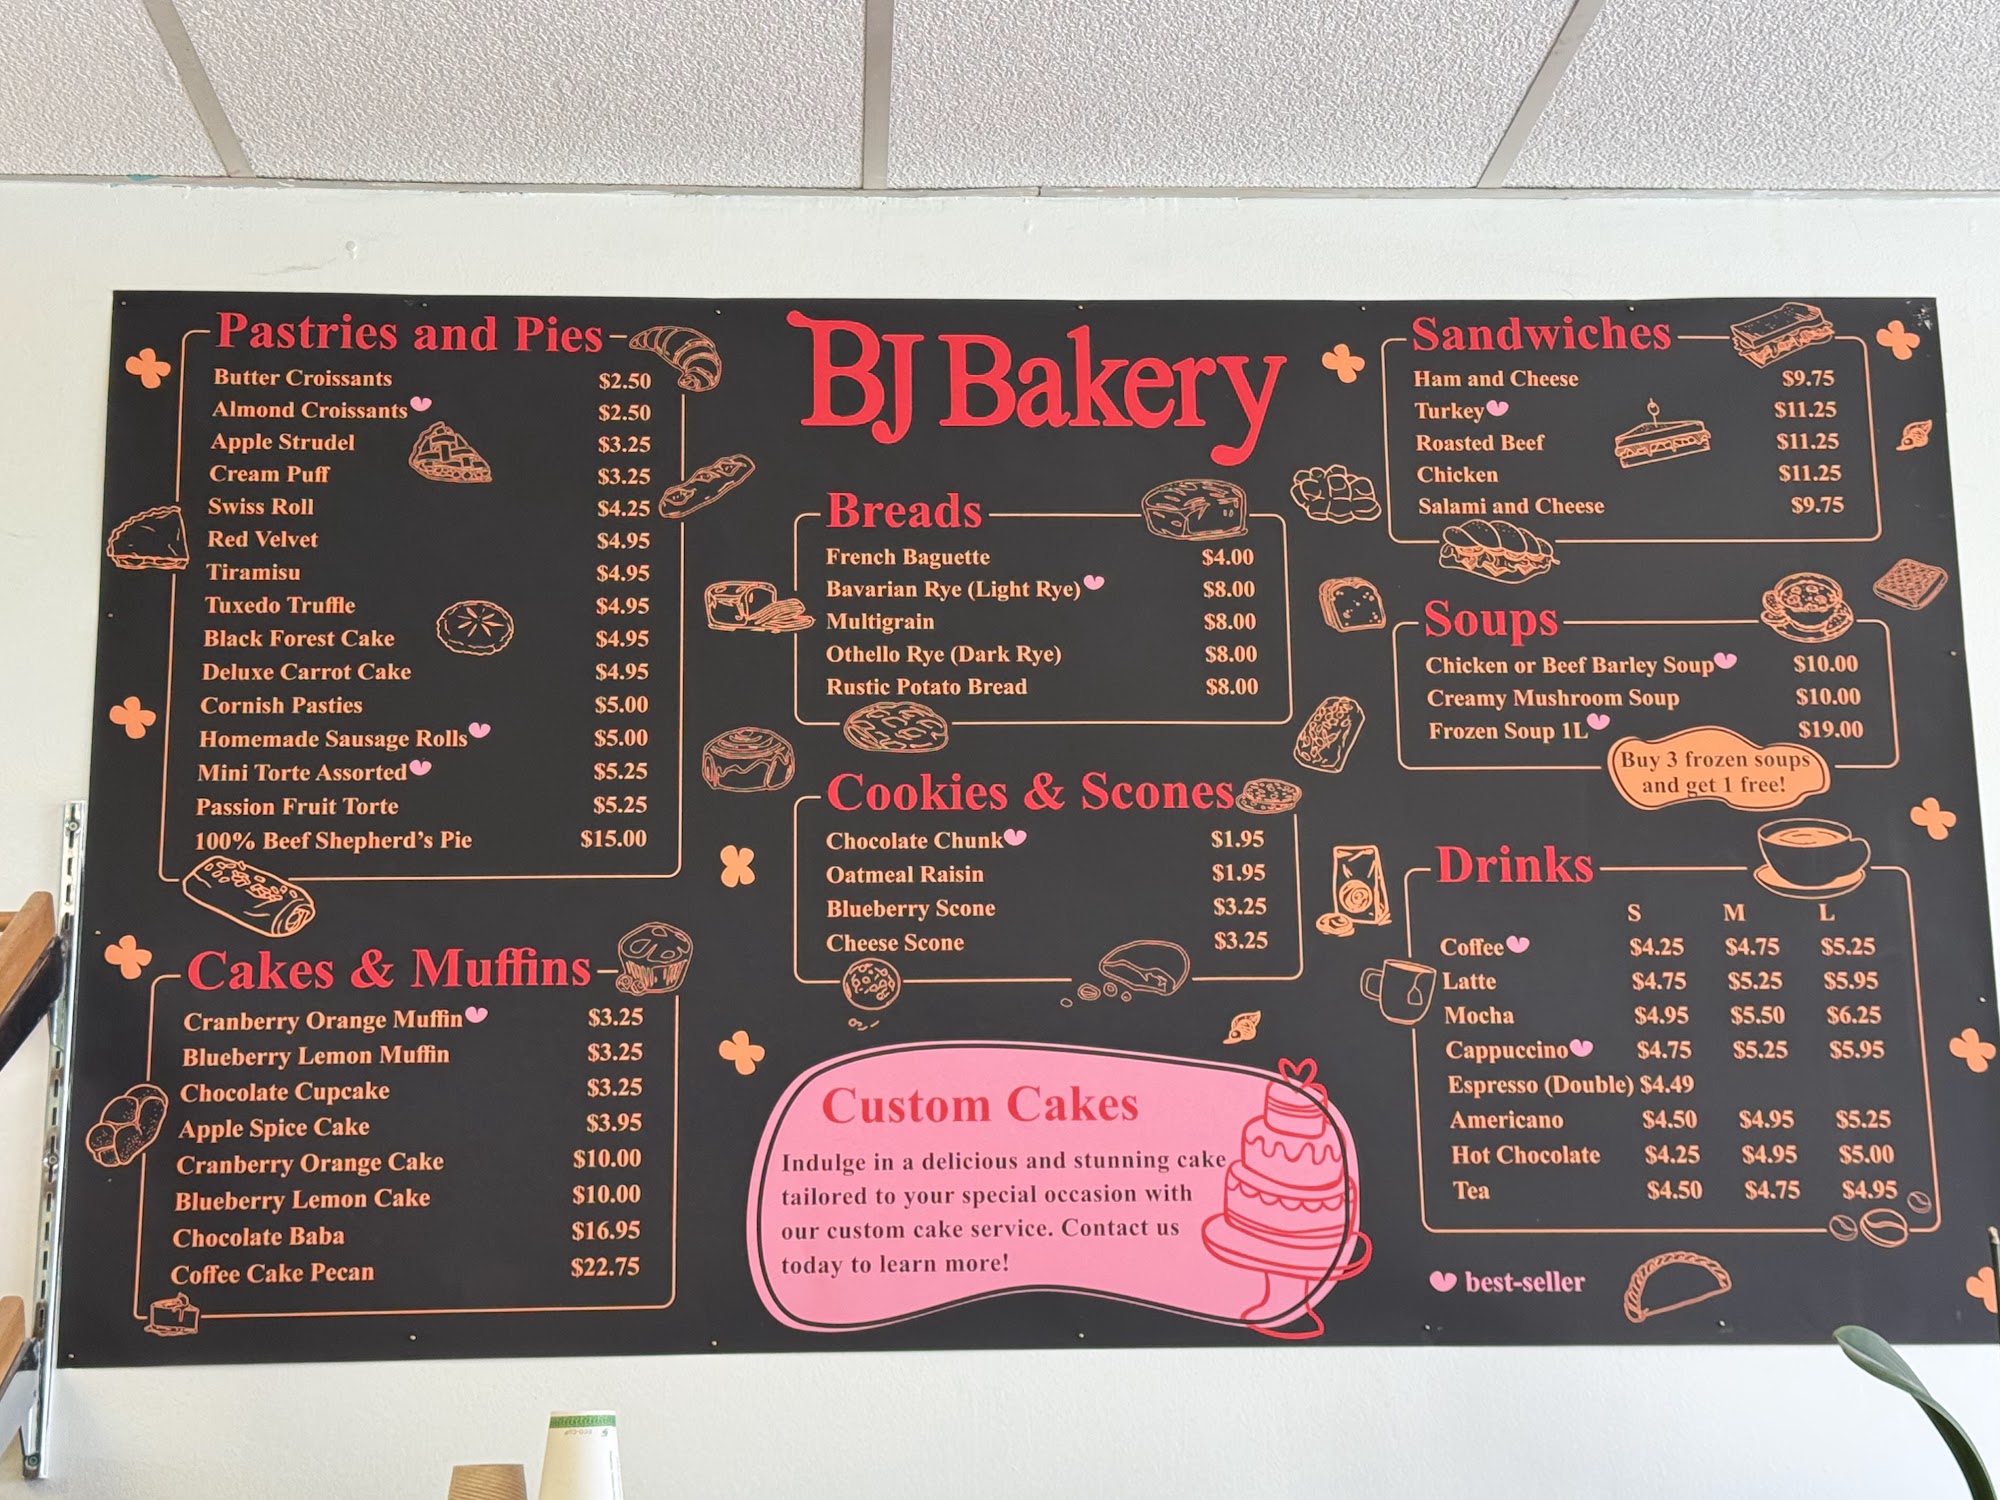 BJ Bakery
Pastries and Pies
Butter Croissants $2.50
Almond Croissants $2.50
Apple Strudel $3.25
Cream Puff $3.25
Swiss Roll $4.25
Red Velvet $4.95
Tiramisu $4.95
Tuxedo Truffle $4.95
Black Forest Cake $4.95
Deluxe Carrot Cake $4.95
Cornish Pasties $5.00
Homemade Sausage Rolls $5.00
Mini Torte Assorted $5.25
Passion Fruit Torte $5.25
100% Beef Shepherd's Pie $15.00
Cakes & Muffins
Cranberry Orange Muffin $3.25
Blueberry Lemon Muffin $3.25
Chocolate Cupcake $3.25
Apple Spice Cake $3.95
Cranberry Orange Cake $10.00
Blueberry Lemon Cake $10.00
Chocolate Baba $16.95
Coffee Cake Pecan $22.75
Breads
French Baguette $4.00
Bavarian Rye (Light Rye) $8.00
Multigrain $8.00
Othello Rye (Dark Rye) $8.00
Rustic Potato Bread $8.00
Cookies & Scones
Chocolate Chunk $1.95
Oatmeal Raisin $1.95
Blueberry Scone $3.25
Cheese Scone $3.25
Custom Cakes
Indulge in a delicious and stunning cake
tailored to your special occasion with
our custom cake service. Contact us
today to learn more!
Sandwiches
Ham and Cheese $9.75
Turkey $11.25
Roasted Beef $11.25
Chicken $11.25
Salami and Cheese $9.75
Soups
Chicken or Beef Barley Soup $10.00
Creamy Mushroom Soup $10.00
Frozen Soup 1L $19.00
Buy 3 frozen soups
and get 1 free!
Drinks
S M L
Coffee $4.25 $4.75 $5.25
Latte $4.75 $5.25 $5.95
Mocha $4.95 $5.50 $6.25
Cappuccino $4.75 $5.25 $5.95
Espresso (Double) $4.49
Americano $4.50 $4.95 $5.25
Hot Chocolate $4.25 $4.95 $5.00
Tea $4.50 $4.75 $4.95
best-seller